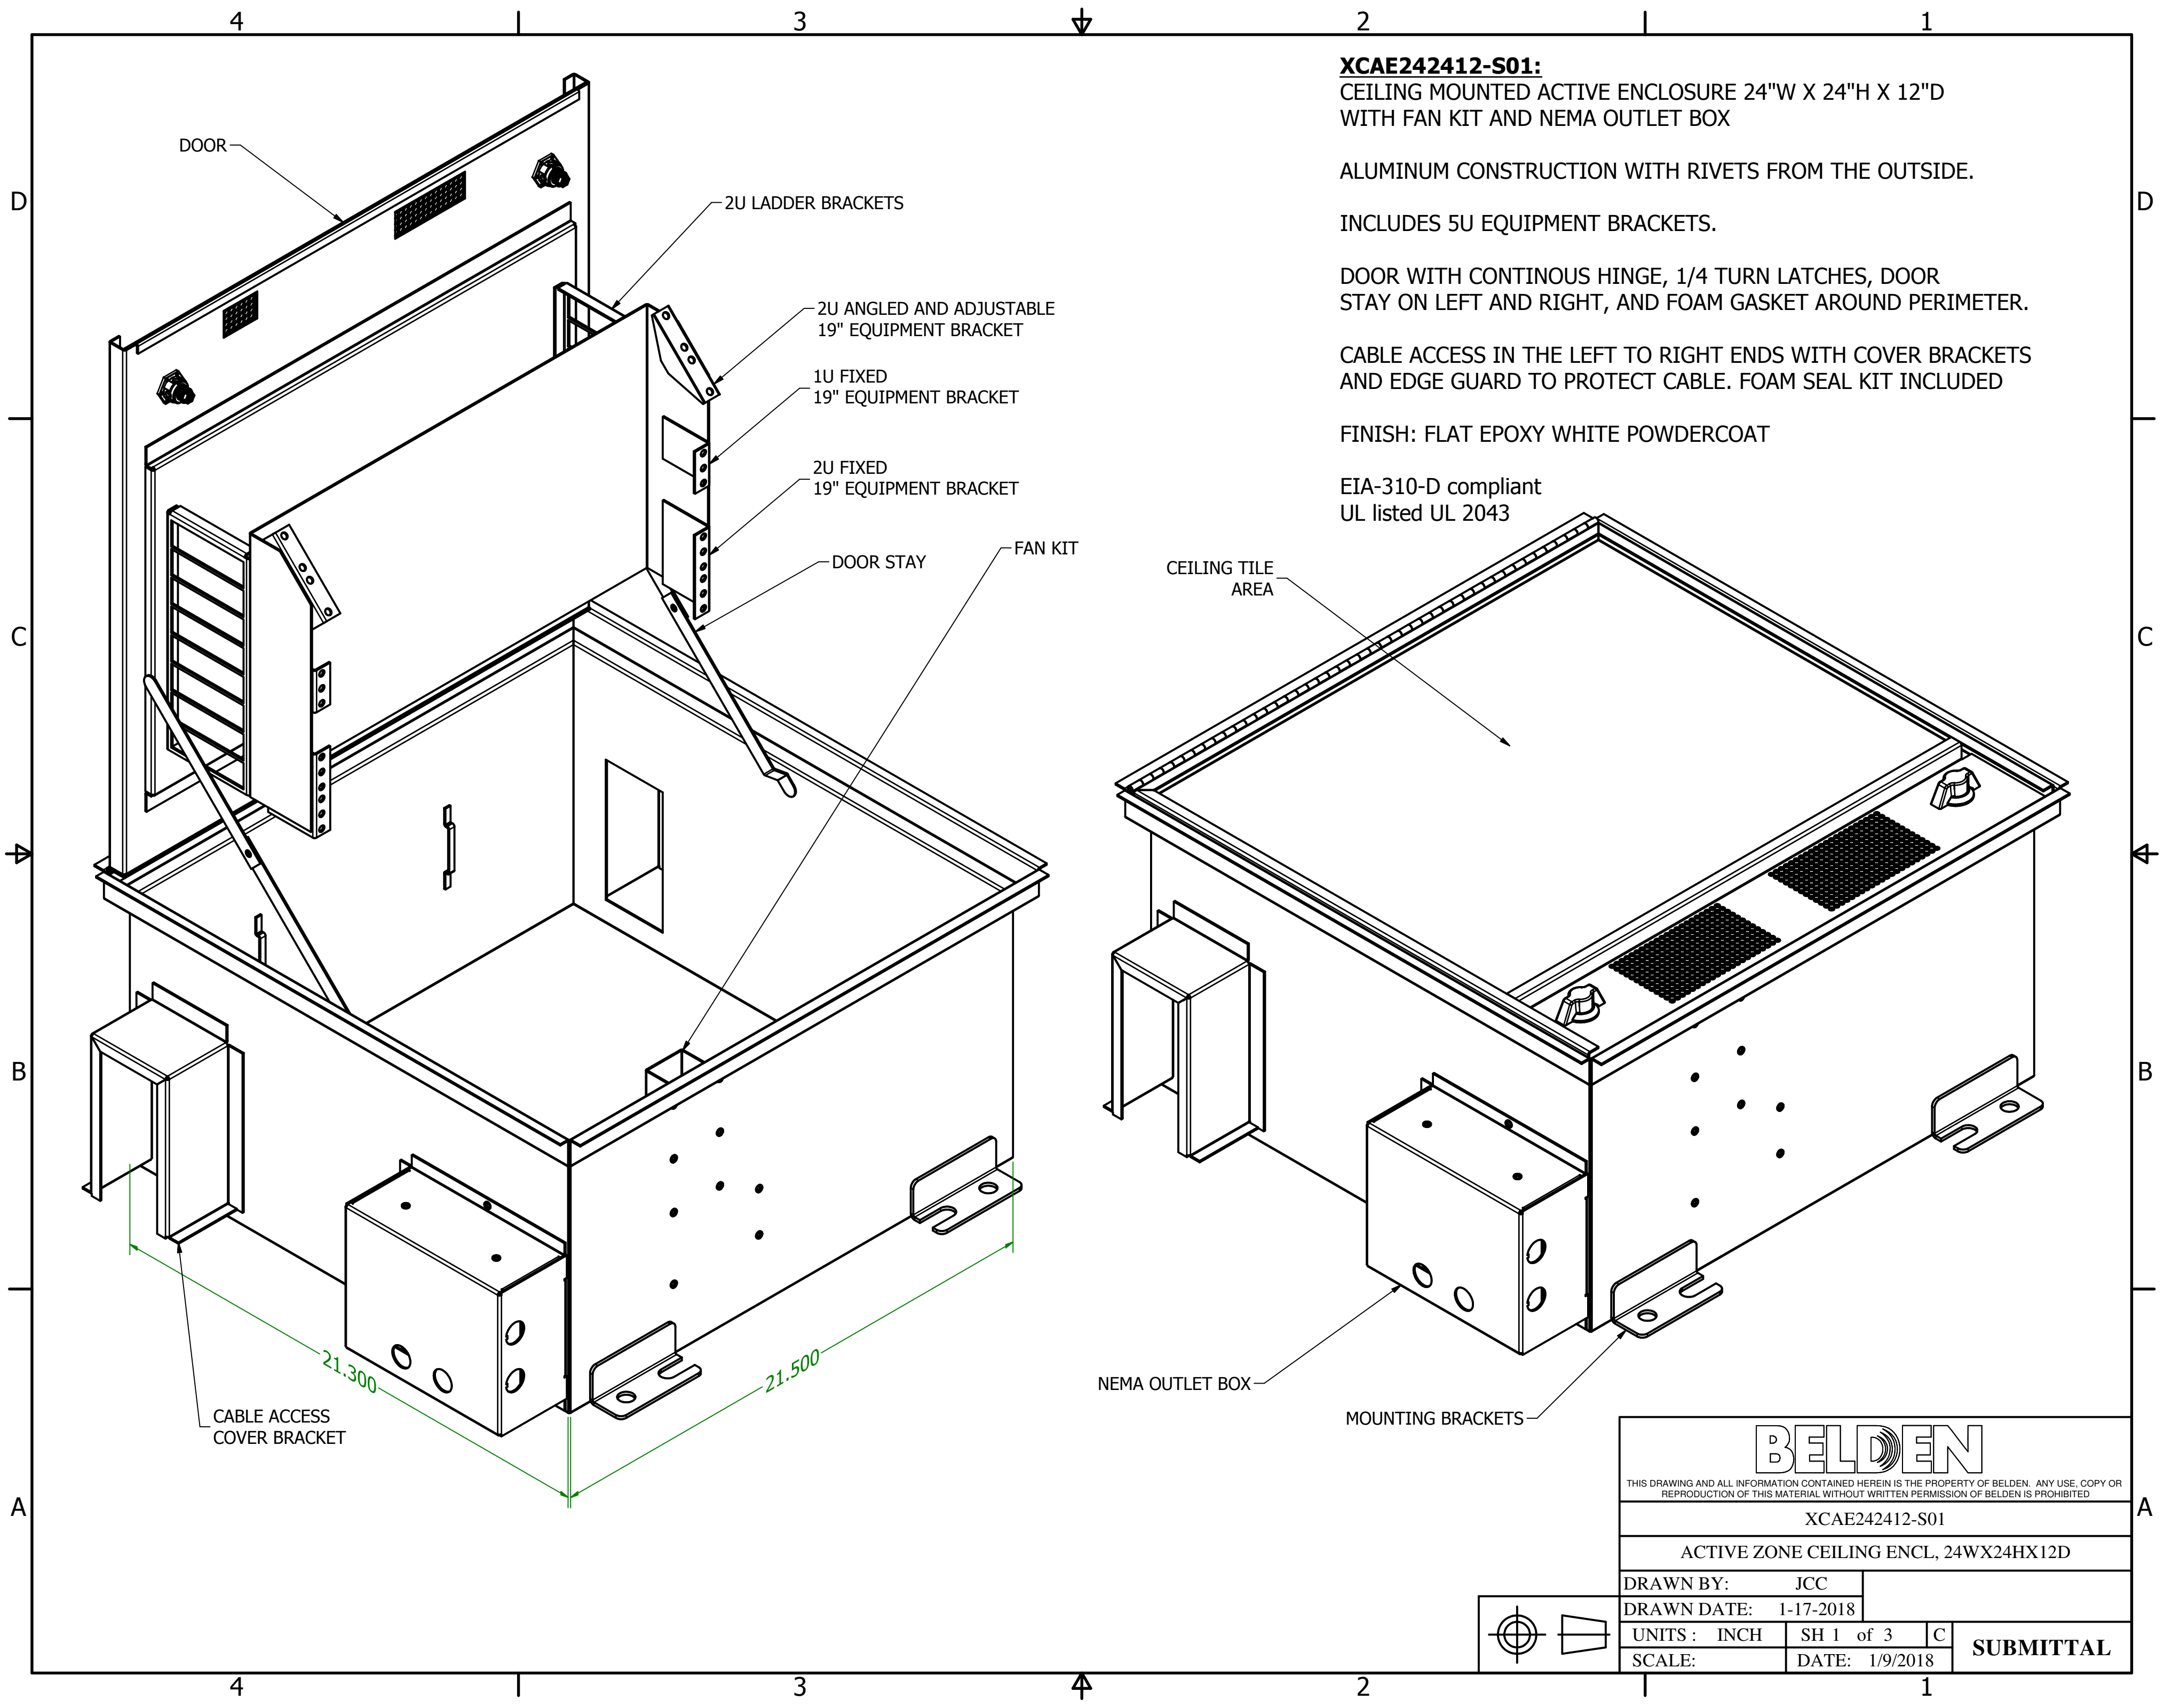 4 3 2 1
XCAE242412-S01:
CEILING MOUNTED ACTIVE ENCLOSURE 24"W X 24"H X 12"D
WITH FAN KIT AND NEMA OUTLET BOX
ALUMINUM CONSTRUCTION WITH RIVETS FROM THE OUTSIDE.
INCLUDES 5U EQUIPMENT BRACKETS.
DOOR WITH CONTINOUS HINGE, 1/4 TURN LATCHES, DOOR
STAY ON LEFT AND RIGHT, AND FOAM GASKET AROUND PERIMETER.
CABLE ACCESS IN THE LEFT TO RIGHT ENDS WITH COVER BRACKETS
AND EDGE GUARD TO PROTECT CABLE. FOAM SEAL KIT INCLUDED
FINISH: FLAT EPOXY WHITE POWDERCOAT
EIA-310-D compliant
UL listed UL 2043
DOOR
2U LADDER BRACKETS
2U ANGLED AND ADJUSTABLE
19" EQUIPMENT BRACKET
1U FIXED
19" EQUIPMENT BRACKET
2U FIXED
19" EQUIPMENT BRACKET
DOOR STAY
FAN KIT
CEILING TILE
AREA
D D
C C
B B
A A
21.300
21.500
CABLE ACCESS
COVER BRACKET
NEMA OUTLET BOX
MOUNTING BRACKETS
BELDEN
THIS DRAWING AND ALL INFORMATION CONTAINED HEREIN IS THE PROPERTY OF BELDEN. ANY USE, COPY OR
REPRODUCTION OF THIS MATERIAL WITHOUT WRITTEN PERMISSION OF BELDEN IS PROHIBITED
XCAE242412-S01
ACTIVE ZONE CEILING ENCL, 24WX24HX12D
DRAWN BY: JCC
DRAWN DATE: 1-17-2018
UNITS : INCH SH 1 of 3 C
SUBMITTAL
SCALE: DATE: 1/9/2018
4 3 2 1